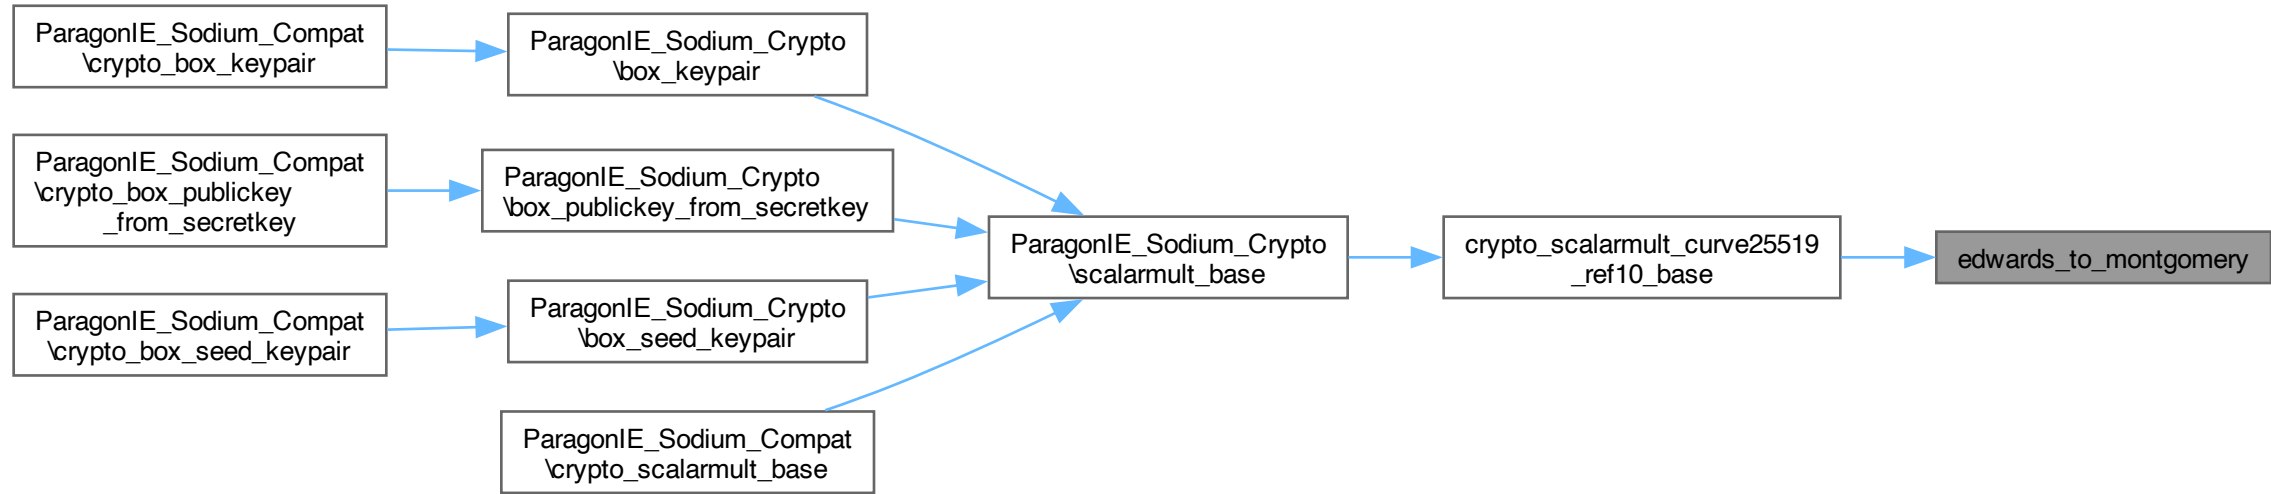 ParagonIE_Sodium_Compat
\crypto_box_keypair
ParagonIE_Sodium_Crypto
\box_keypair
ParagonIE_Sodium_Compat
\crypto_box_publickey
_from_secretkey
ParagonIE_Sodium_Crypto
\box_publickey_from_secretkey
ParagonIE_Sodium_Crypto
\scalarmult_base
crypto_scalarmult_curve25519
_ref10_base
edwards_to_montgomery
ParagonIE_Sodium_Compat
\crypto_box_seed_keypair
ParagonIE_Sodium_Crypto
\box_seed_keypair
ParagonIE_Sodium_Compat
\crypto_scalarmult_base